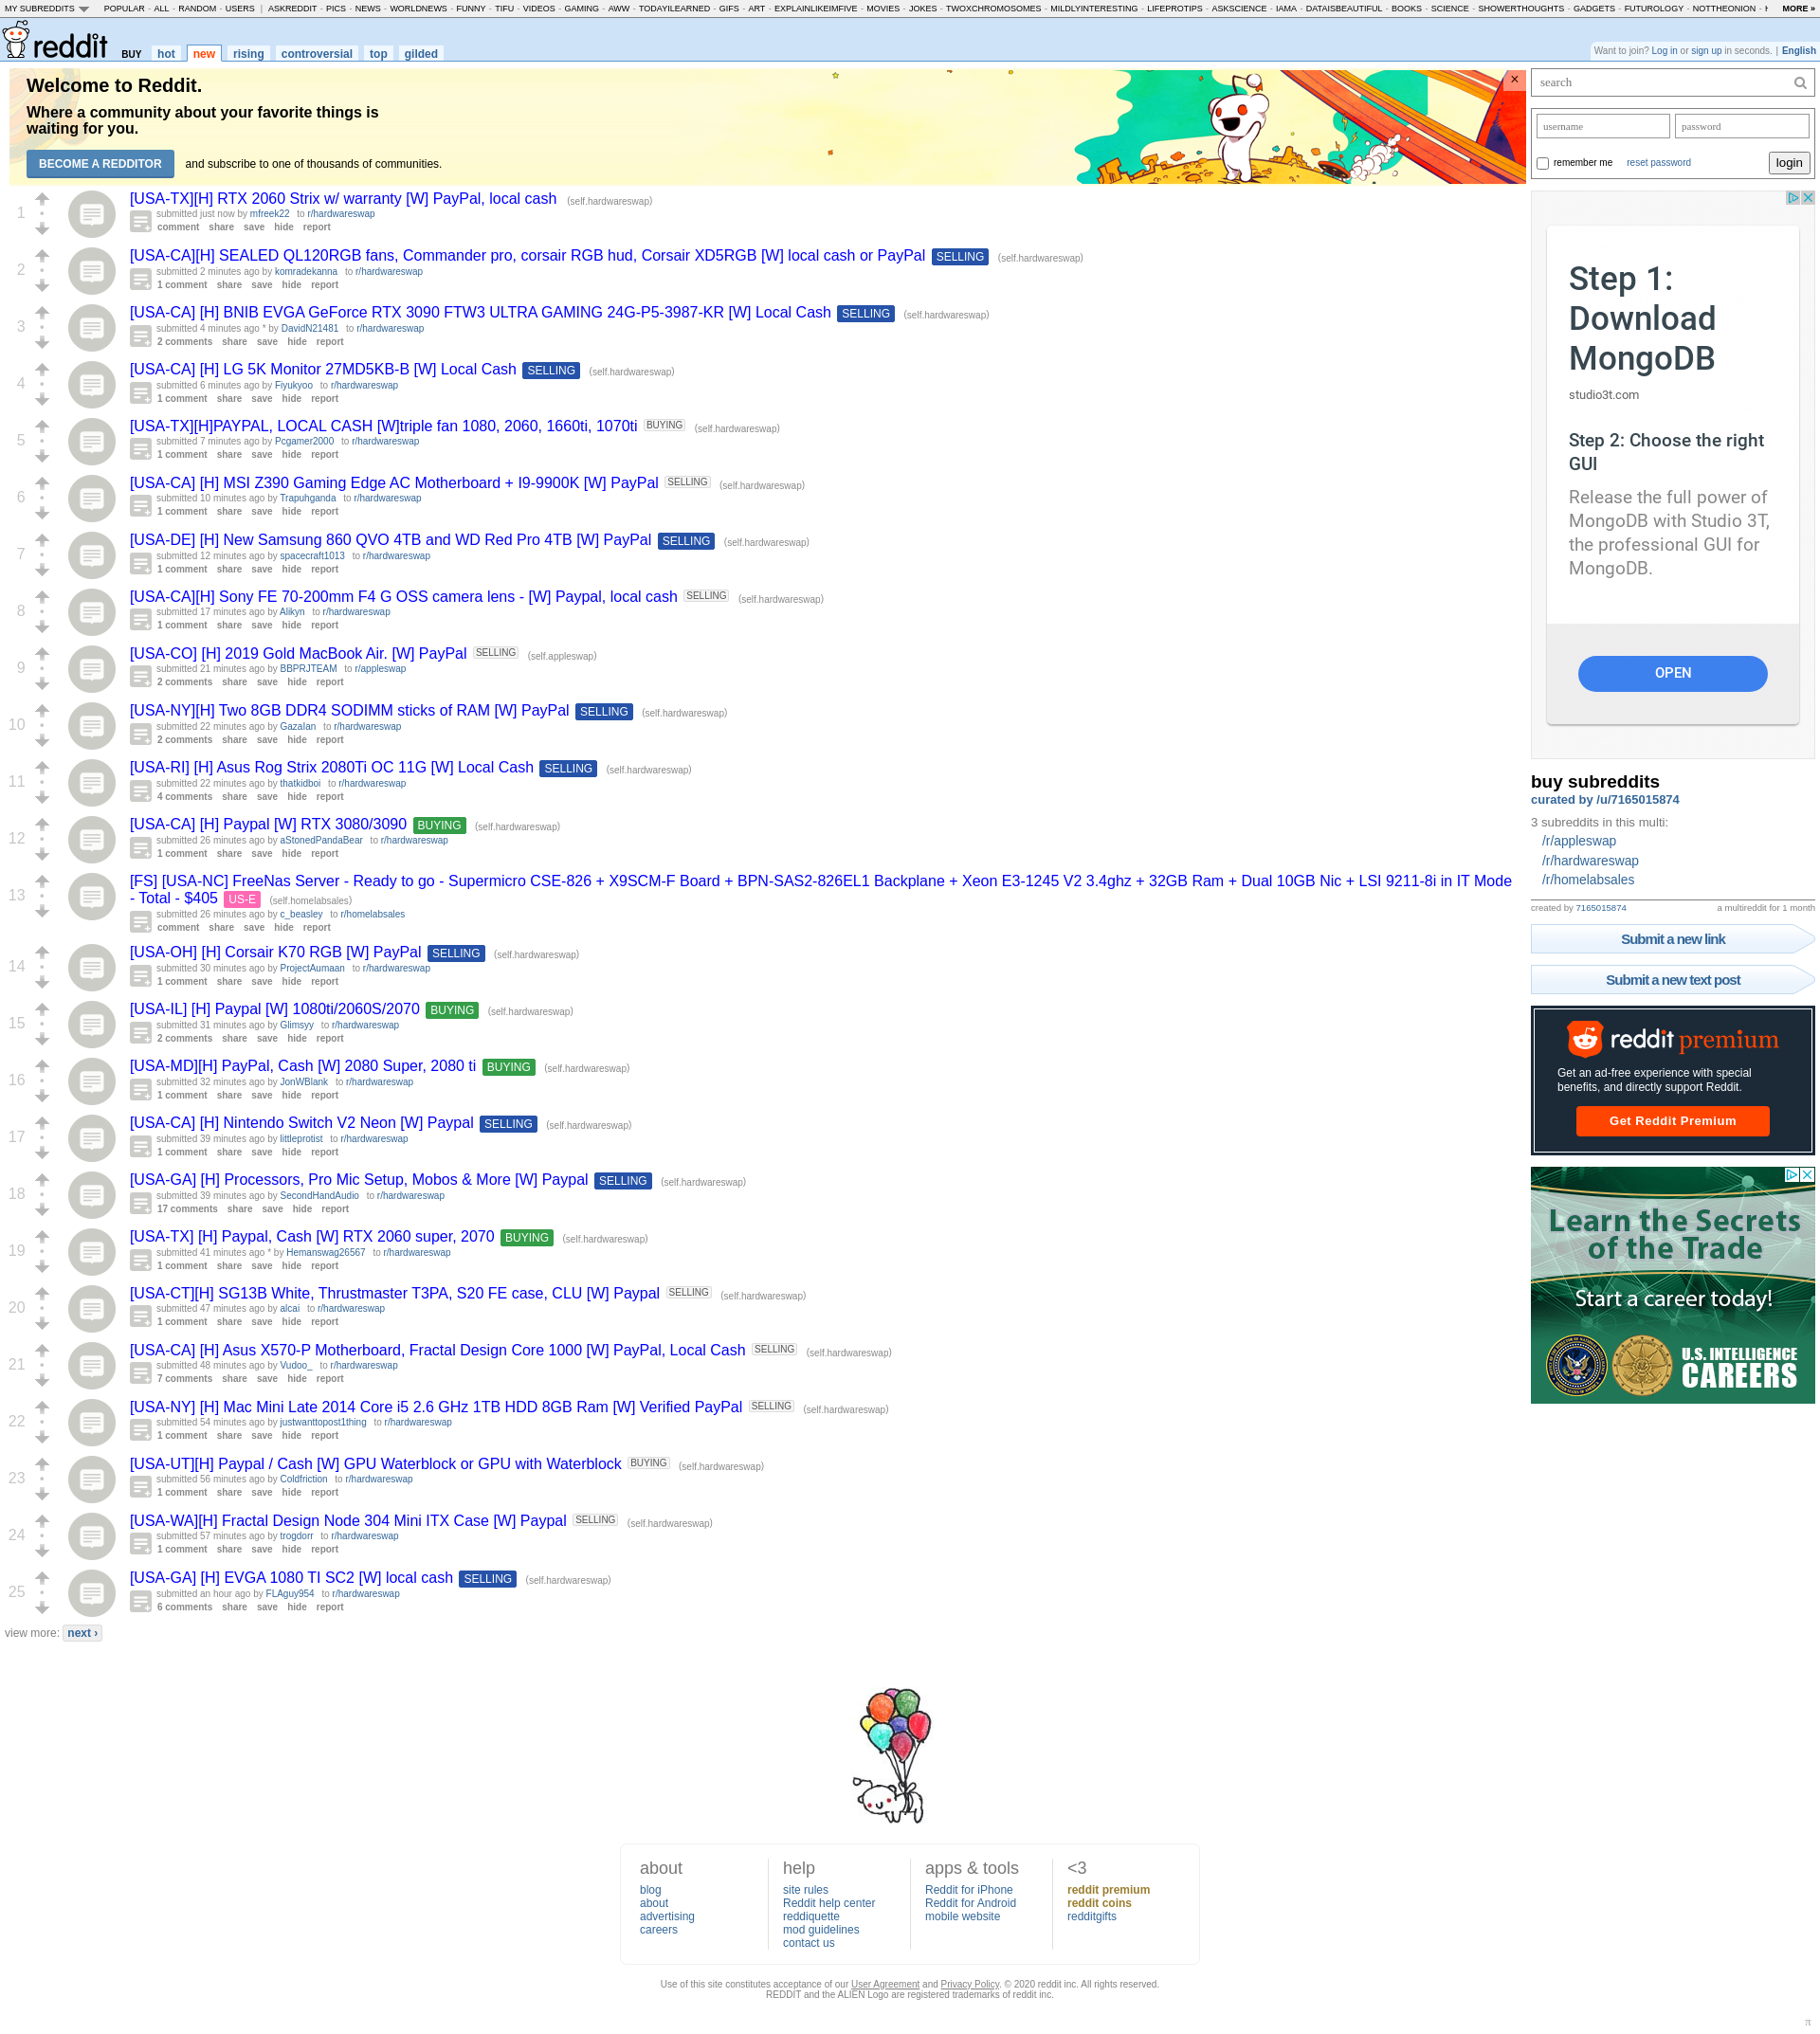 MY SUBREDDITS POPULAR - ALL - RANDOM - USERS | ASKREDDIT - PICS - NEWS - WORLDNEWS - FUNNY - TIFU - VIDEOS - GAMING - AWW - TODAYILEARNED - GIFS - ART - EXPLAINLIKEIMFIVE - MOVIES - JOKES - TWOXCHROMOSOMES - MILDLYINTERESTING - LIFEPROTIPS - ASKSCIENCE - IAMA - DATAISBEAUTIFUL - BOOKS - SCIENCE - SHOWERTHOUGHTS - GADGETS - FUTUROLOGY - NOTTHEONION - MORE »
reddit BUY hot new rising controversial top gilded
Want to join? Log in or sign up in seconds. | English
Welcome to Reddit.
Where a community about your favorite things is
waiting for you.
BECOME A REDDITOR and subscribe to one of thousands of communities.
×
1
[USA-TX][H] RTX 2060 Strix w/ warranty [W] PayPal, local cash (self.hardwareswap)
submitted just now by mfreek22 to r/hardwareswap
comment share save hide report
2
[USA-CA][H] SEALED QL120RGB fans, Commander pro, corsair RGB hud, Corsair XD5RGB [W] local cash or PayPal SELLING (self.hardwareswap)
submitted 2 minutes ago by komradekanna to r/hardwareswap
1 comment share save hide report
3
[USA-CA] [H] BNIB EVGA GeForce RTX 3090 FTW3 ULTRA GAMING 24G-P5-3987-KR [W] Local Cash SELLING (self.hardwareswap)
submitted 4 minutes ago * by DavidN21481 to r/hardwareswap
2 comments share save hide report
4
[USA-CA] [H] LG 5K Monitor 27MD5KB-B [W] Local Cash SELLING (self.hardwareswap)
submitted 6 minutes ago by Fiyukyoo to r/hardwareswap
1 comment share save hide report
5
[USA-TX][H]PAYPAL, LOCAL CASH [W]triple fan 1080, 2060, 1660ti, 1070ti BUYING (self.hardwareswap)
submitted 7 minutes ago by Pcgamer2000 to r/hardwareswap
1 comment share save hide report
6
[USA-CA] [H] MSI Z390 Gaming Edge AC Motherboard + I9-9900K [W] PayPal SELLING (self.hardwareswap)
submitted 10 minutes ago by Trapuhganda to r/hardwareswap
1 comment share save hide report
7
[USA-DE] [H] New Samsung 860 QVO 4TB and WD Red Pro 4TB [W] PayPal SELLING (self.hardwareswap)
submitted 12 minutes ago by spacecraft1013 to r/hardwareswap
1 comment share save hide report
8
[USA-CA][H] Sony FE 70-200mm F4 G OSS camera lens - [W] Paypal, local cash SELLING (self.hardwareswap)
submitted 17 minutes ago by Alikyn to r/hardwareswap
1 comment share save hide report
9
[USA-CO] [H] 2019 Gold MacBook Air. [W] PayPal SELLING (self.appleswap)
submitted 21 minutes ago by BBPRJTEAM to r/appleswap
2 comments share save hide report
10
[USA-NY][H] Two 8GB DDR4 SODIMM sticks of RAM [W] PayPal SELLING (self.hardwareswap)
submitted 22 minutes ago by Gazalan to r/hardwareswap
2 comments share save hide report
11
[USA-RI] [H] Asus Rog Strix 2080Ti OC 11G [W] Local Cash SELLING (self.hardwareswap)
submitted 22 minutes ago by thatkidboi to r/hardwareswap
4 comments share save hide report
12
[USA-CA] [H] Paypal [W] RTX 3080/3090 BUYING (self.hardwareswap)
submitted 26 minutes ago by aStonedPandaBear to r/hardwareswap
1 comment share save hide report
13
[FS] [USA-NC] FreeNas Server - Ready to go - Supermicro CSE-826 + X9SCM-F Board + BPN-SAS2-826EL1 Backplane + Xeon E3-1245 V2 3.4ghz + 32GB Ram + Dual 10GB Nic + LSI 9211-8i in IT Mode
- Total - $405 US-E (self.homelabsales)
submitted 26 minutes ago by c_beasley to r/homelabsales
comment share save hide report
14
[USA-OH] [H] Corsair K70 RGB [W] PayPal SELLING (self.hardwareswap)
submitted 30 minutes ago by ProjectAumaan to r/hardwareswap
1 comment share save hide report
15
[USA-IL] [H] Paypal [W] 1080ti/2060S/2070 BUYING (self.hardwareswap)
submitted 31 minutes ago by Glimsyy to r/hardwareswap
2 comments share save hide report
16
[USA-MD][H] PayPal, Cash [W] 2080 Super, 2080 ti BUYING (self.hardwareswap)
submitted 32 minutes ago by JonWBlank to r/hardwareswap
1 comment share save hide report
17
[USA-CA] [H] Nintendo Switch V2 Neon [W] Paypal SELLING (self.hardwareswap)
submitted 39 minutes ago by littleprotist to r/hardwareswap
1 comment share save hide report
18
[USA-GA] [H] Processors, Pro Mic Setup, Mobos & More [W] Paypal SELLING (self.hardwareswap)
submitted 39 minutes ago by SecondHandAudio to r/hardwareswap
17 comments share save hide report
19
[USA-TX] [H] Paypal, Cash [W] RTX 2060 super, 2070 BUYING (self.hardwareswap)
submitted 41 minutes ago * by Hemanswag26567 to r/hardwareswap
1 comment share save hide report
20
[USA-CT][H] SG13B White, Thrustmaster T3PA, S20 FE case, CLU [W] Paypal SELLING (self.hardwareswap)
submitted 47 minutes ago by alcai to r/hardwareswap
1 comment share save hide report
21
[USA-CA] [H] Asus X570-P Motherboard, Fractal Design Core 1000 [W] PayPal, Local Cash SELLING (self.hardwareswap)
submitted 48 minutes ago by Vudoo_ to r/hardwareswap
7 comments share save hide report
22
[USA-NY] [H] Mac Mini Late 2014 Core i5 2.6 GHz 1TB HDD 8GB Ram [W] Verified PayPal SELLING (self.hardwareswap)
submitted 54 minutes ago by justwanttopost1thing to r/hardwareswap
1 comment share save hide report
23
[USA-UT][H] Paypal / Cash [W] GPU Waterblock or GPU with Waterblock BUYING (self.hardwareswap)
submitted 56 minutes ago by Coldfriction to r/hardwareswap
1 comment share save hide report
24
[USA-WA][H] Fractal Design Node 304 Mini ITX Case [W] Paypal SELLING (self.hardwareswap)
submitted 57 minutes ago by trogdorr to r/hardwareswap
1 comment share save hide report
25
[USA-GA] [H] EVGA 1080 TI SC2 [W] local cash SELLING (self.hardwareswap)
submitted an hour ago by FLAguy954 to r/hardwareswap
6 comments share save hide report
view more: next ›
search
username password
remember me reset password login
Step 1:
Download
MongoDB
studio3t.com
Step 2: Choose the right
GUI
Release the full power of
MongoDB with Studio 3T,
the professional GUI for
MongoDB.
OPEN
buy subreddits
curated by /u/7165015874
3 subreddits in this multi:
/r/appleswap
/r/hardwareswap
/r/homelabsales
created by 7165015874 a multireddit for 1 month
Submit a new link
Submit a new text post
reddit premium
Get an ad-free experience with special
benefits, and directly support Reddit.
Get Reddit Premium
Learn the Secrets
of the Trade
Start a career today!
U.S. INTELLIGENCE
CAREERS
about
blog
about
advertising
careers
help
site rules
Reddit help center
reddiquette
mod guidelines
contact us
apps & tools
Reddit for iPhone
Reddit for Android
mobile website
<3
reddit premium
reddit coins
redditgifts
Use of this site constitutes acceptance of our User Agreement and Privacy Policy. © 2020 reddit inc. All rights reserved.
REDDIT and the ALIEN Logo are registered trademarks of reddit inc.
π